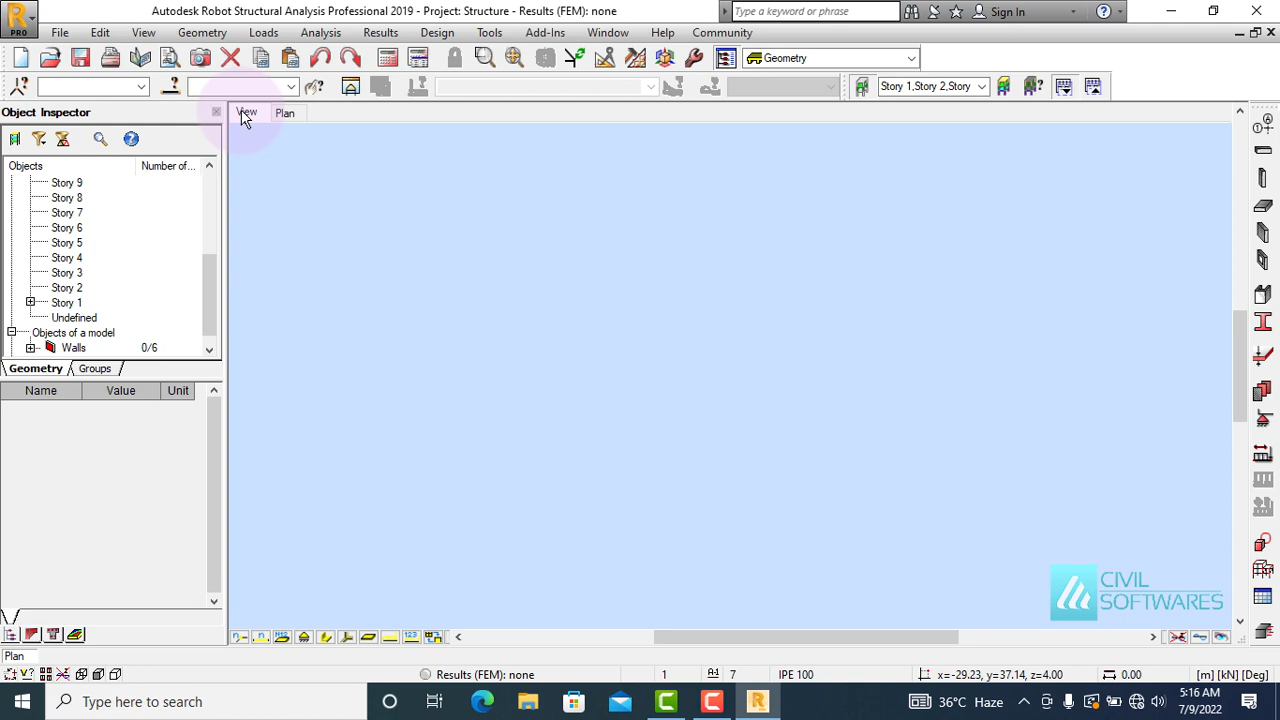 PRO
Autodesk Robot Structural Analysis Professional 2019 - Project: Structure - Results (FEM): none
Type a keyword or phrase
Sign In
File Edit View Geometry Loads Analysis Results Design Tools Add-Ins Window Help Community
Geometry
Story 1,Story 2,Story
Object Inspector
View Plan
Objects Number of...
Story 9
Story 8
Story 7
Story 6
Story 5
Story 4
Story 3
Story 2
Story 1
Undefined
Objects of a model
Walls 0/6
Geometry Groups
Name Value Unit
CIVIL
SOFTWARES
Plan
Results (FEM): none 1 7 IPE 100 x=-29.23, y=37.14, z=4.00 0.00 [m] [kN] [Deg]
Type here to search
36°C Haze
5:16 AM
7/9/2022